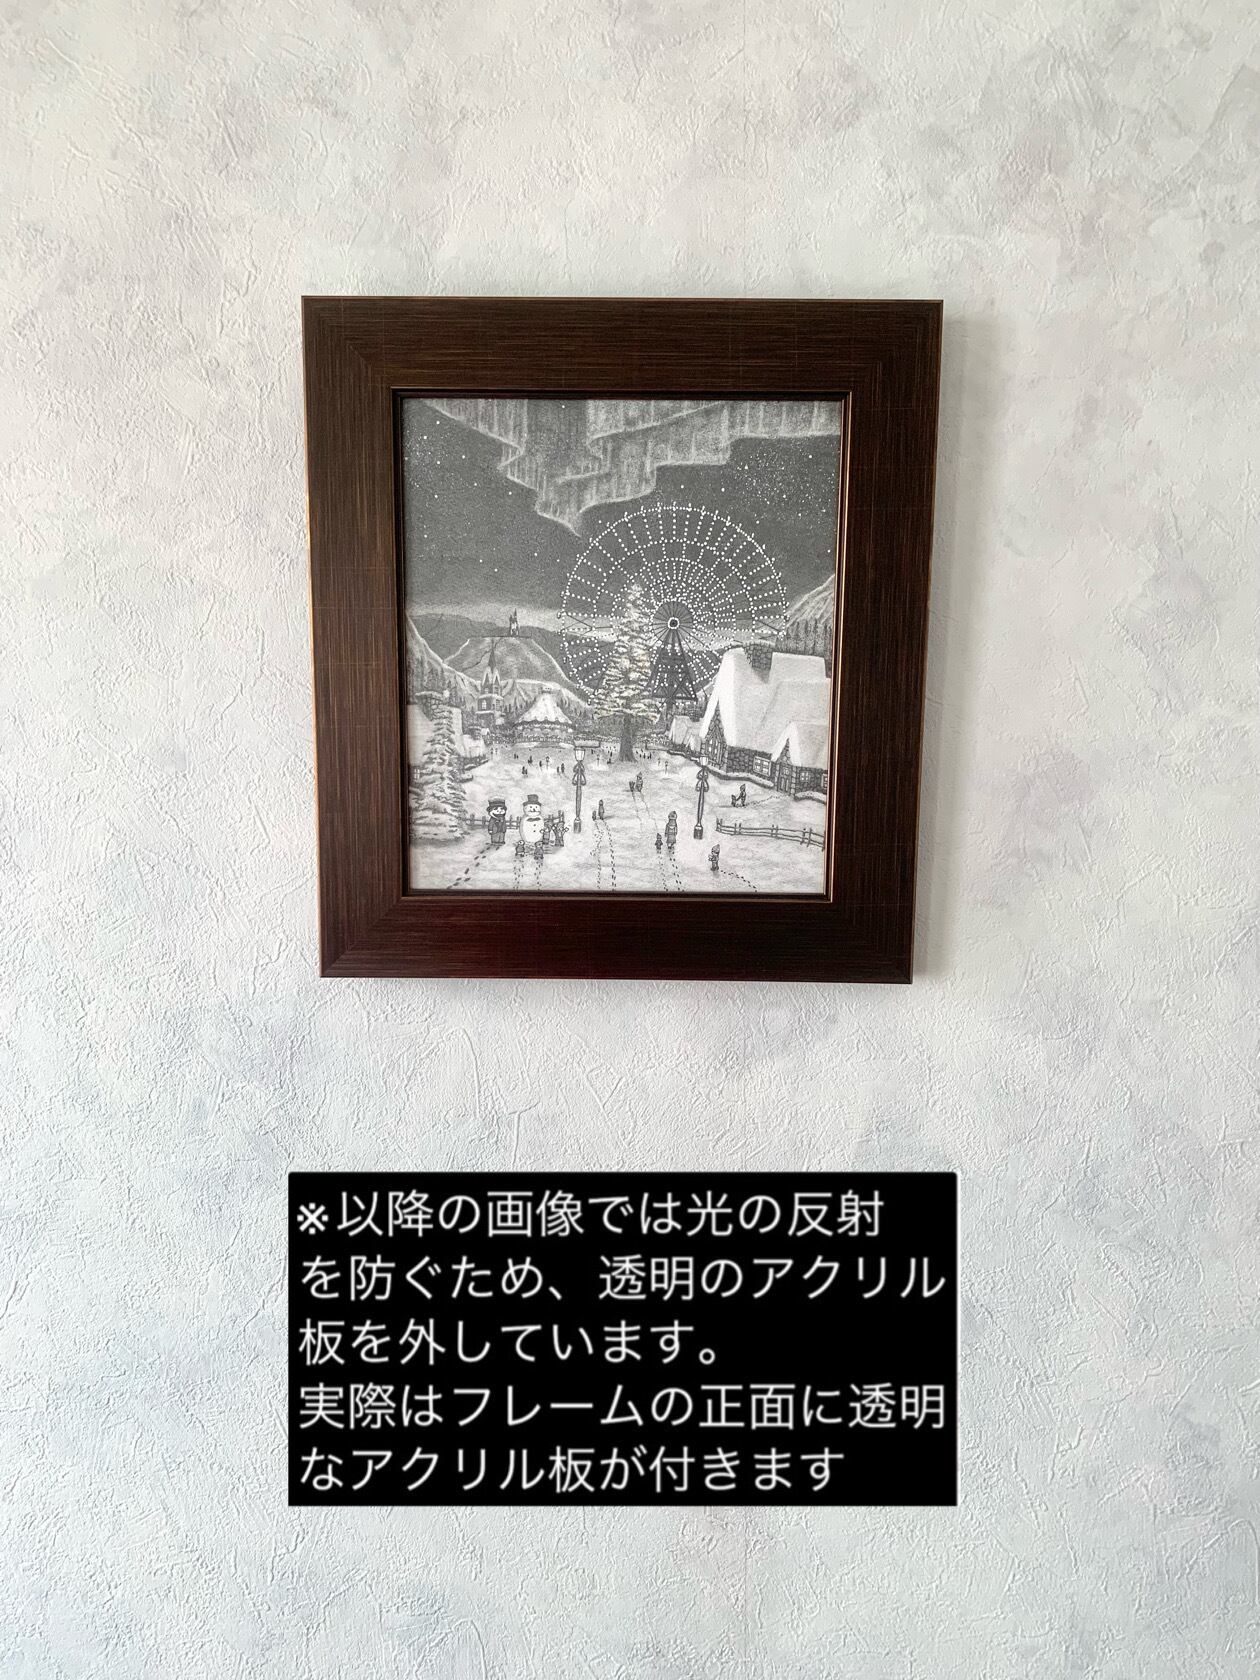 ※以降の画像では光の反射
を防ぐため、透明のアクリル
板を外しています。
実際はフレームの正面に透明
なアクリル板が付きます